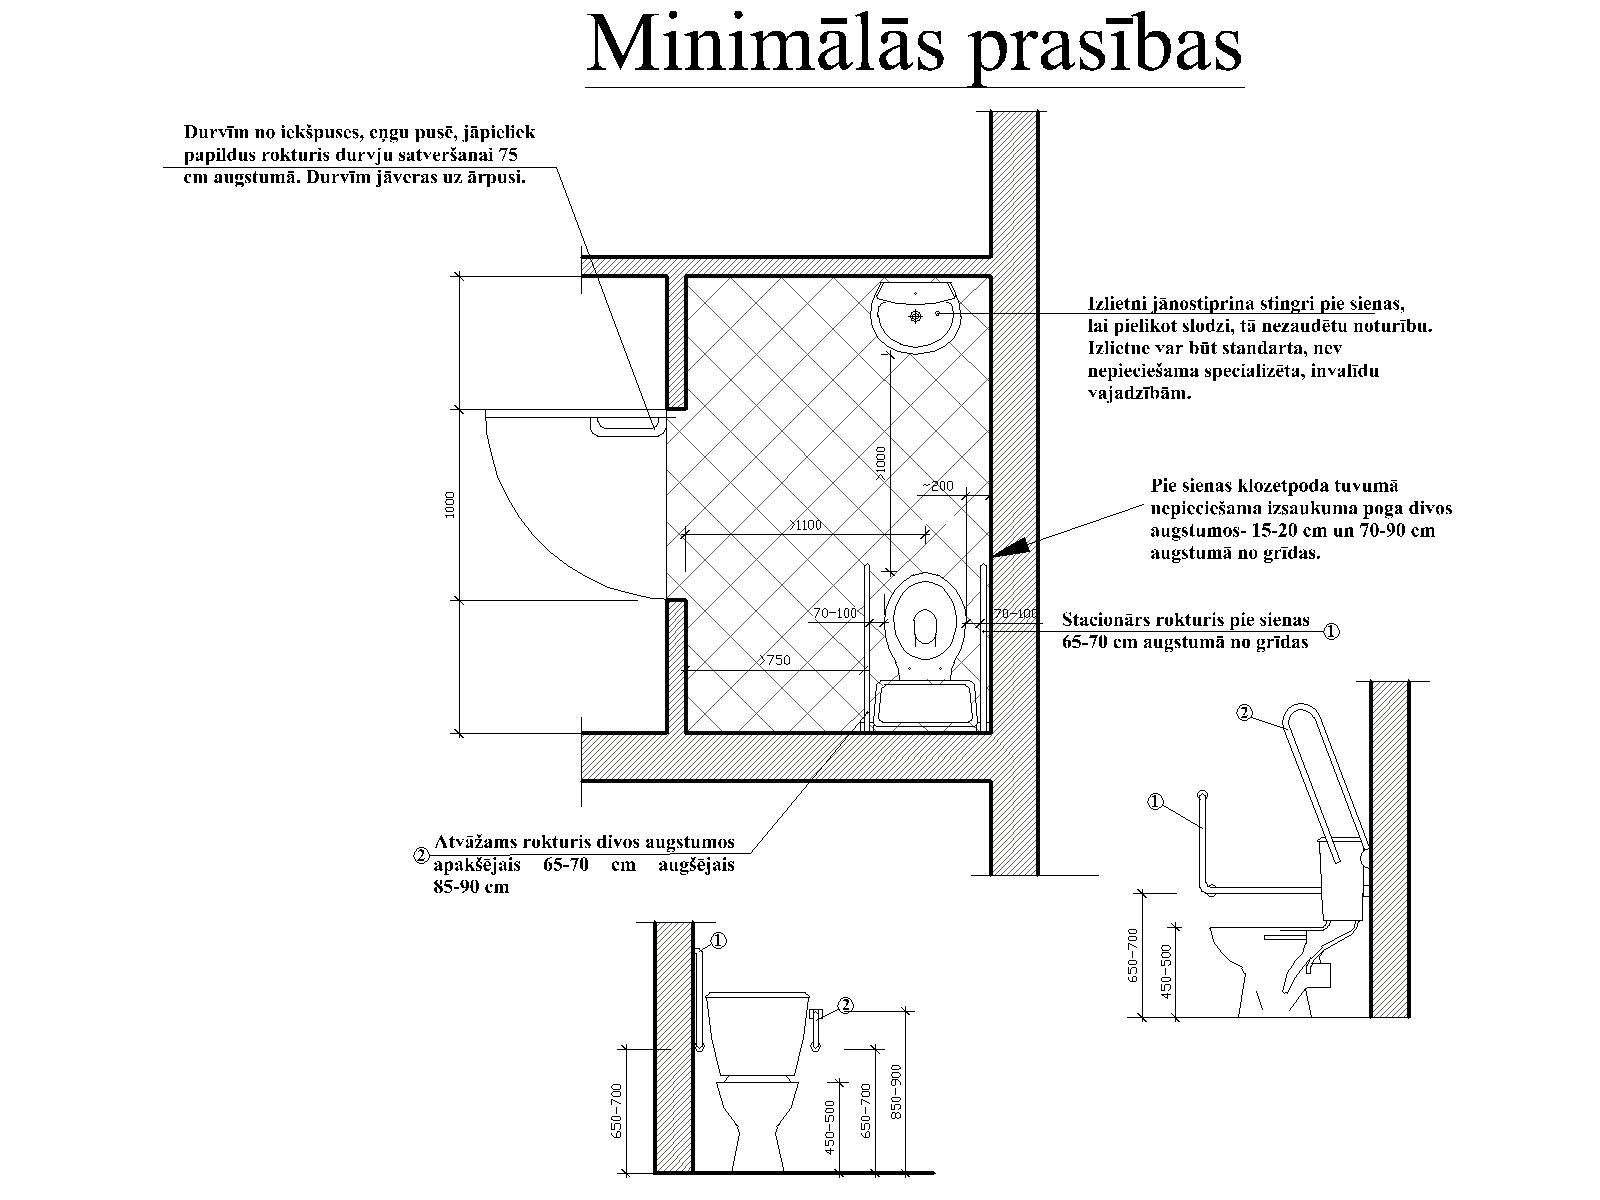 Minimālās prasības
Durvīm no iekšpuses, eņgu pusē, jāpieliek
papildus rokturis durvju satveršanai 75
cm augstumā. Durvīm jāveras uz ārpusi.
Izlietni jānostiprina stingri pie sienas,
lai pielikot slodzi, tā nezaudētu noturību.
Izlietne var būt standarta, nev
nepieciešama specializēta, invalīdu
vajadzībām.
>1000
~200
1000
>1100
Pie sienas klozetpoda tuvumā
nepieciešama izsaukuma poga divos
augstumos- 15-20 cm un 70-90 cm
augstumā no grīdas.
70-100
70-100
Stacionārs rokturis pie sienas
65-70 cm augstumā no grīdas
1
>750
2
1
2
Atvāžams rokturis divos augstumos
apakšējais 65-70 cm augšējais
85-90 cm
650-700
450-500
1
2
650-700
450-500
650-700
850-900